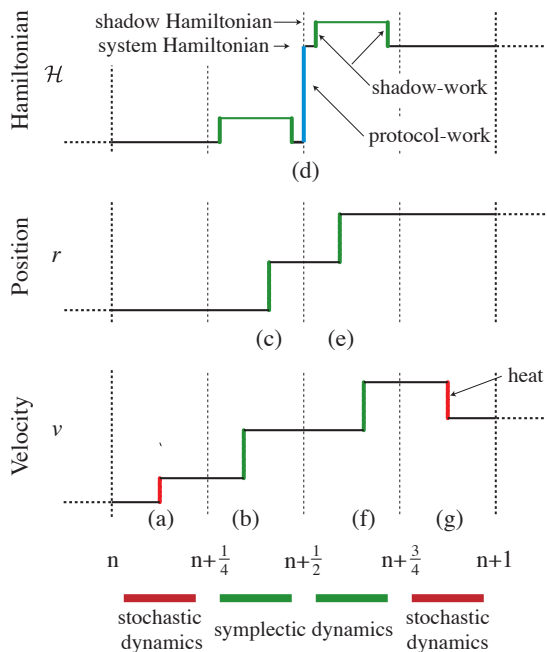 Hamiltonian
ℋ
shadow Hamiltonian
system Hamiltonian
shadow-work
protocol-work
(d)
Position
r
(c)
(e)
Velocity
v
heat
(a)
(b)
(f)
(g)
n
n+1/4
n+1/2
n+3/4
n+1
stochastic
dynamics
symplectic
dynamics
stochastic
dynamics